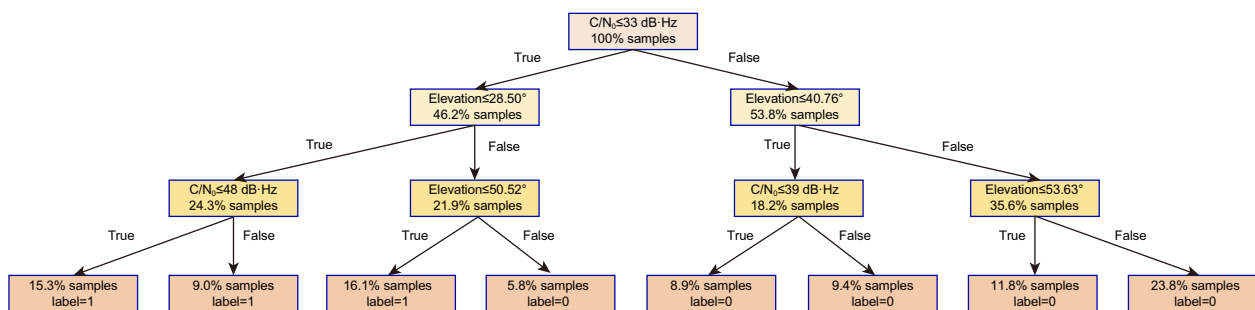 C/N₀≤33 dB·Hz
100% samples
True
False
Elevation≤28.50°
46.2% samples
Elevation≤40.76°
53.8% samples
True
False
True
False
C/N₀≤48 dB·Hz
24.3% samples
Elevation≤50.52°
21.9% samples
C/N₀≤39 dB·Hz
18.2% samples
Elevation≤53.63°
35.6% samples
True
False
True
False
True
False
True
False
15.3% samples
label=1
9.0% samples
label=1
16.1% samples
label=1
5.8% samples
label=0
8.9% samples
label=0
9.4% samples
label=0
11.8% samples
label=0
23.8% samples
label=0